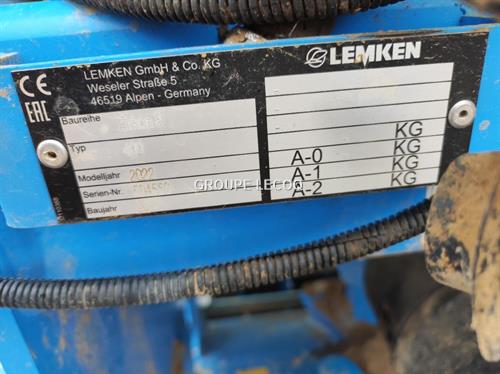 LEMKEN GmbH & Co. KG
Weseler Straße 5
46519 Alpen - Germany
LEMKEN
CE
EAC
Baureihe
Typ
Modelljahr 2022
Serien-Nr.
Baujahr
KG
A-0 KG
A-1 KG
A-2 KG
GROUPE LECOQ